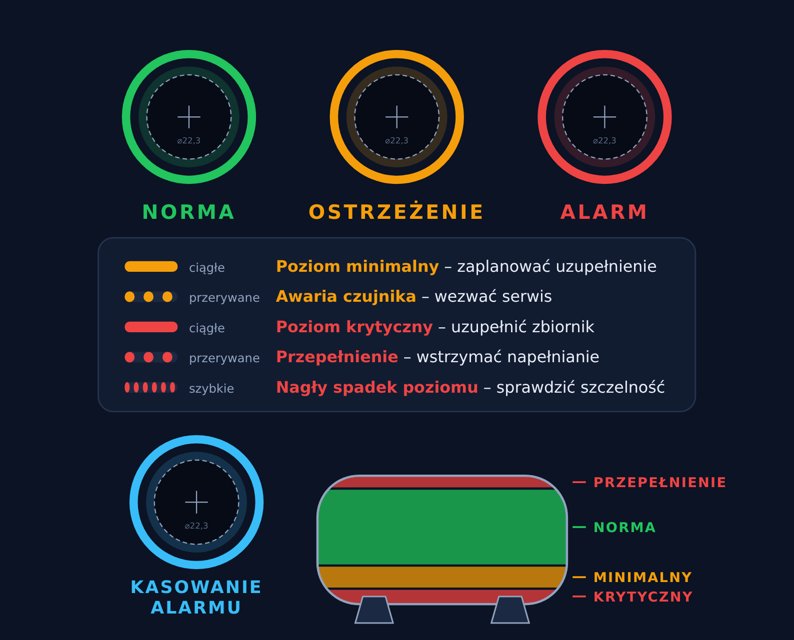 ⌀22,3
⌀22,3
⌀22,3
NORMA
OSTRZEŻENIE
ALARM
ciągłe Poziom minimalny – zaplanować uzupełnienie
przerywane Awaria czujnika – wezwać serwis
ciągłe Poziom krytyczny – uzupełnić zbiornik
przerywane Przepełnienie – wstrzymać napełnianie
szybkie Nagły spadek poziomu – sprawdzić szczelność
⌀22,3
KASOWANIE
ALARMU
PRZEPEŁNIENIE
NORMA
MINIMALNY
KRYTYCZNY